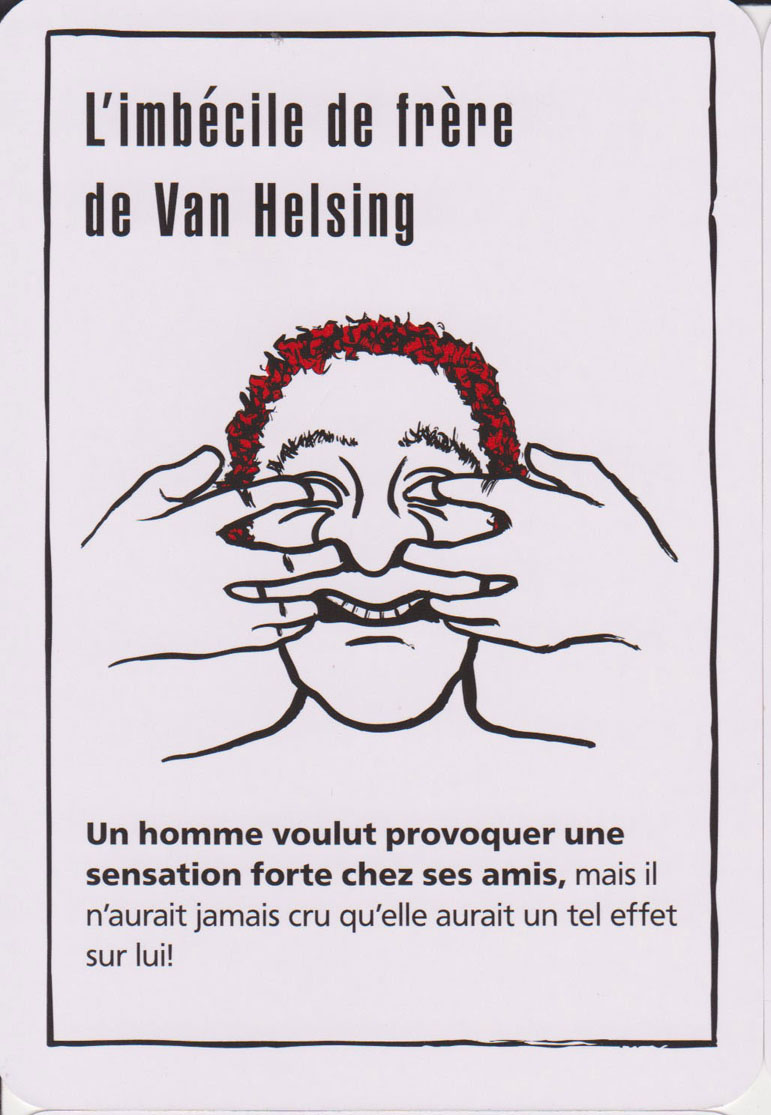 L'imbécile de frère
de Van Helsing
Un homme voulut provoquer une
sensation forte chez ses amis, mais il
n'aurait jamais cru qu'elle aurait un tel effet
sur lui!